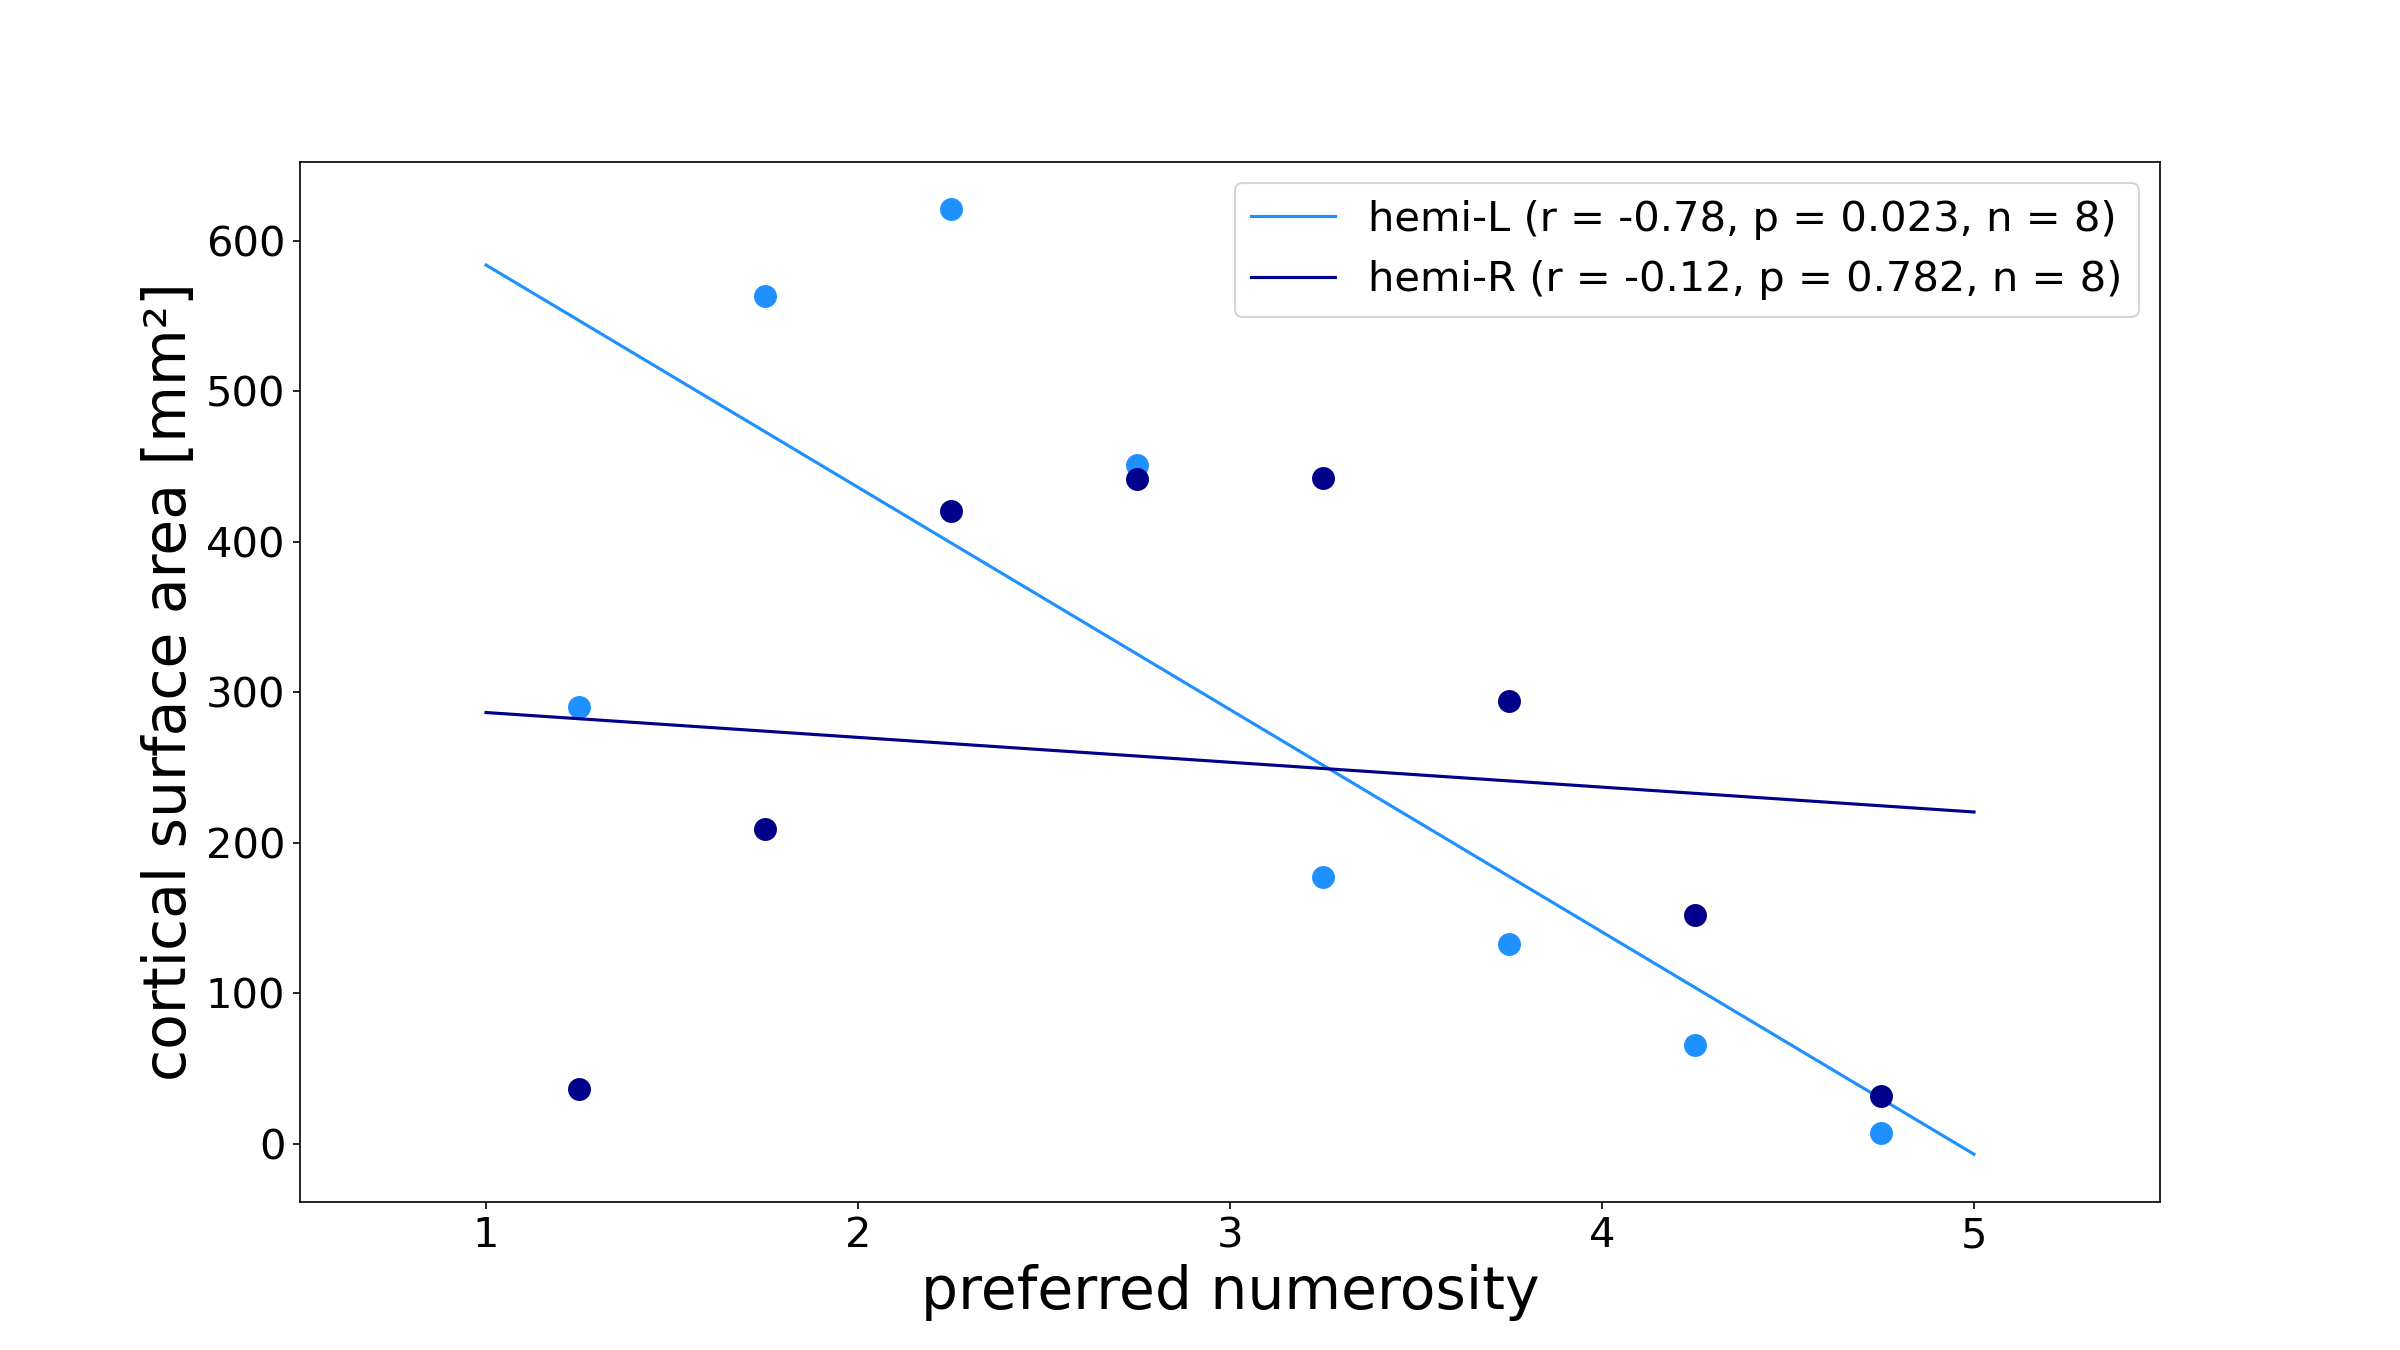 hemi-L (r = -0.78, p = 0.023, n = 8)
hemi-R (r = -0.12, p = 0.782, n = 8)
cortical surface area [mm²]
600
500
400
300
200
100
0
1 2 3 4 5
preferred numerosity